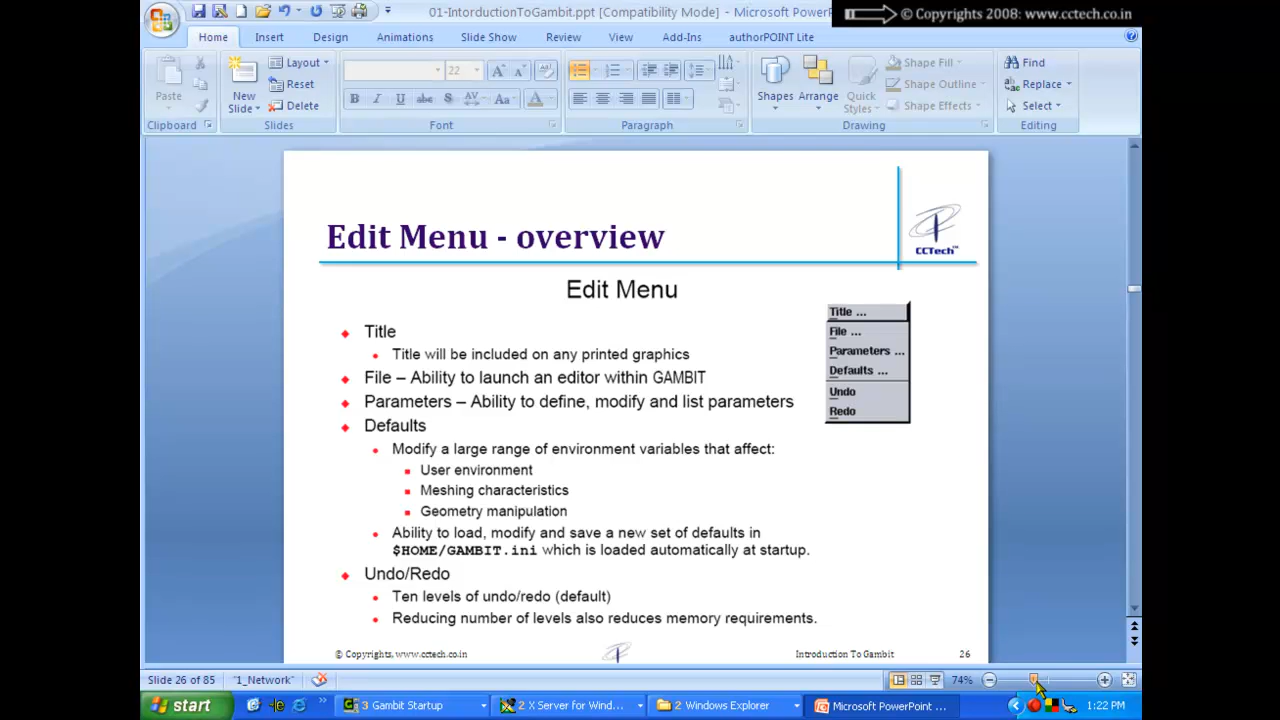 01-IntorductionToGambit.ppt [Compatibility Mode] - Microsoft Power
© Copyrights 2008: www.cctech.co.in
Home Insert Design Animations Slide Show Review View Add-Ins authorPOINT Lite
Paste
New Slide
Layout
Reset
Delete
22
Shapes
Arrange
Quick Styles
Shape Fill
Shape Outline
Shape Effects
Find
Replace
Select
Clipboard Slides Font Paragraph Drawing Editing
Edit Menu - overview
CCTech™
Edit Menu
Title
Title will be included on any printed graphics
File – Ability to launch an editor within GAMBIT
Parameters – Ability to define, modify and list parameters
Defaults
Modify a large range of environment variables that affect:
User environment
Meshing characteristics
Geometry manipulation
Ability to load, modify and save a new set of defaults in
$HOME/GAMBIT.ini which is loaded automatically at startup.
Undo/Redo
Ten levels of undo/redo (default)
Reducing number of levels also reduces memory requirements.
Title ...
File ...
Parameters ...
Defaults ...
Undo
Redo
© Copyrights, www.cctech.co.in Introduction To Gambit 26
Slide 26 of 85 "1_Network" 74%
start 3 Gambit Startup 2 X Server for Wind... 2 Windows Explorer Microsoft PowerPoint ... 1:22 PM